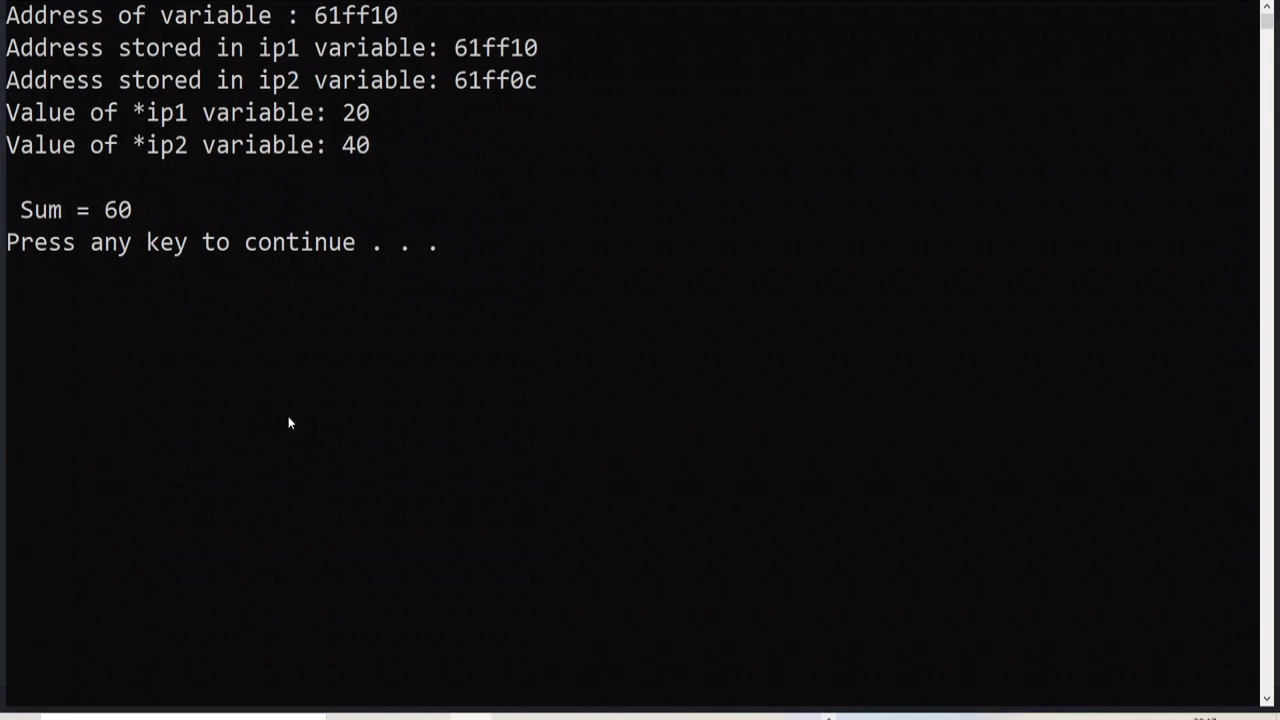 Address of variable : 61ff10
Address stored in ip1 variable: 61ff10
Address stored in ip2 variable: 61ff0c
Value of *ip1 variable: 20
Value of *ip2 variable: 40
Sum = 60
Press any key to continue . . .